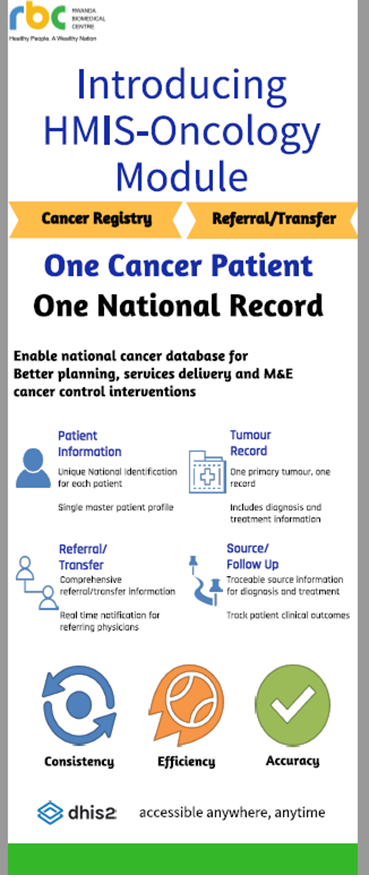 rbc
RWANDA
BIOMEDICAL
CENTRE
Healthy People. A Wealthy Nation
Introducing
HMIS-Oncology
Module
Cancer Registry
Referral/Transfer
One Cancer Patient
One National Record
Enable national cancer database for
Better planning, services delivery and M&E
cancer control interventions
Patient
Information
Unique National Identification
for each patient
Single master patient profile
Tumour
Record
One primary tumour, one
record
Includes diagnosis and
treatment information
Referral/
Transfer
Comprehensive
referral/transfer information
Real time notification for
referring physicians
Source/
Follow Up
Traceable source information
for diagnosis and treatment
Track patient clinical outcomes
Consistency
Efficiency
Accuracy
dhis2
accessible anywhere, anytime